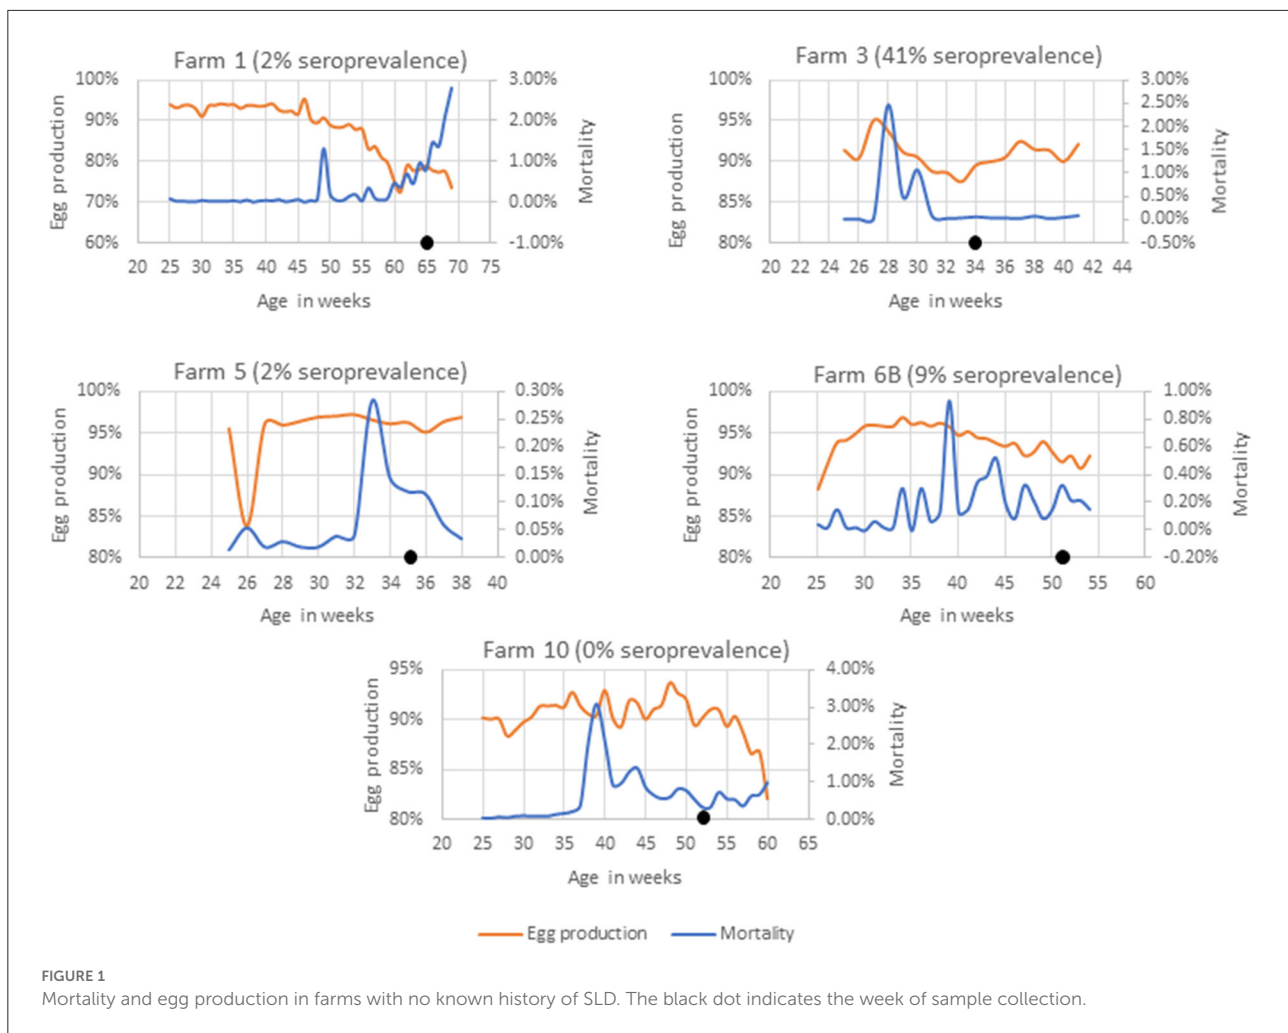 Farm 1 (2% seroprevalence)
100% 90% 80% 70% 60%
Egg production
3.00% 2.00% 1.00% 0.00% -1.00%
Mortality
20 25 30 35 40 45 50 55 60 65 70 75
Age in weeks
Farm 3 (41% seroprevalence)
100% 95% 90% 85% 80%
Egg production
3.00% 2.50% 2.00% 1.50% 1.00% 0.50% 0.00% -0.50%
Mortality
20 22 24 26 28 30 32 34 36 38 40 42 44
Age in weeks
Farm 5 (2% seroprevalence)
100% 95% 90% 85% 80%
Egg production
0.30% 0.25% 0.20% 0.15% 0.10% 0.05% 0.00%
Mortality
20 22 24 26 28 30 32 34 36 38 40
Age in weeks
Farm 6B (9% seroprevalence)
100% 95% 90% 85% 80%
Egg production
1.00% 0.80% 0.60% 0.40% 0.20% 0.00% -0.20%
Mortality
20 25 30 35 40 45 50 55 60
Age in weeks
Farm 10 (0% seroprevalence)
95% 90% 85% 80%
Egg production
4.00% 3.00% 2.00% 1.00% 0.00%
Mortality
20 25 30 35 40 45 50 55 60 65
Age in weeks
Egg production Mortality
FIGURE 1
Mortality and egg production in farms with no known history of SLD. The black dot indicates the week of sample collection.